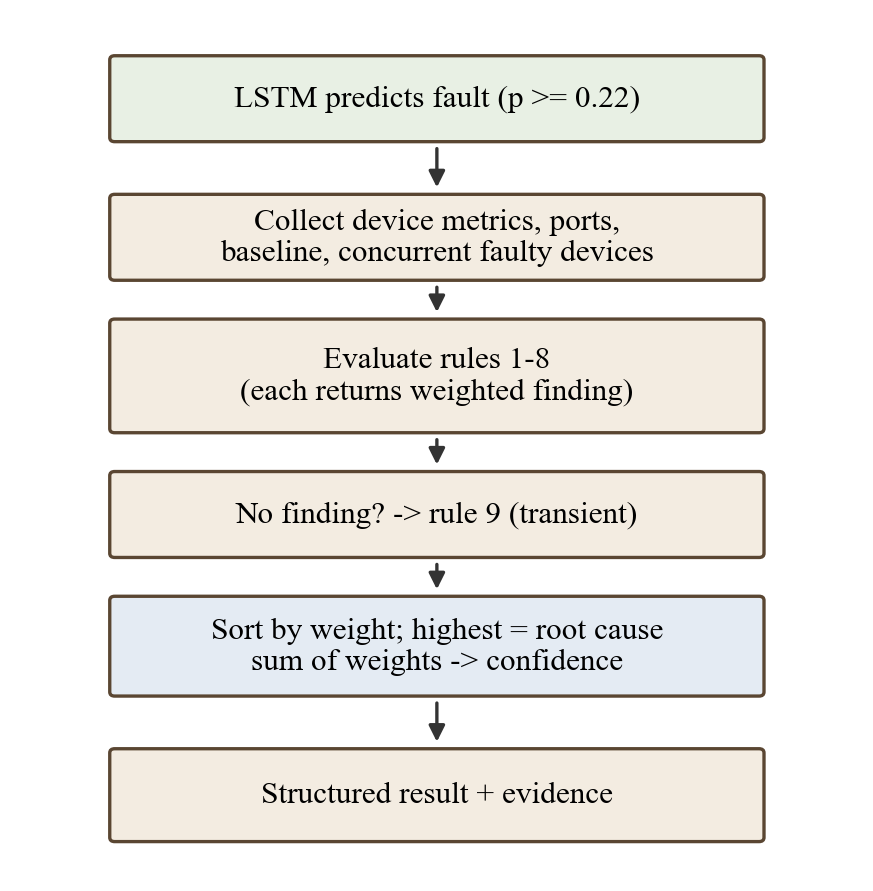 LSTM predicts fault (p >= 0.22)
Collect device metrics, ports,
baseline, concurrent faulty devices
Evaluate rules 1-8
(each returns weighted finding)
No finding? -> rule 9 (transient)
Sort by weight; highest = root cause
sum of weights -> confidence
Structured result + evidence